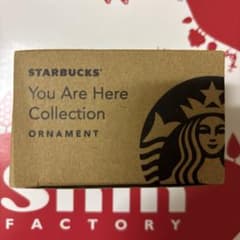 STARBUCKS®
You Are Here
Collection
ORNAMENT
FACTORY